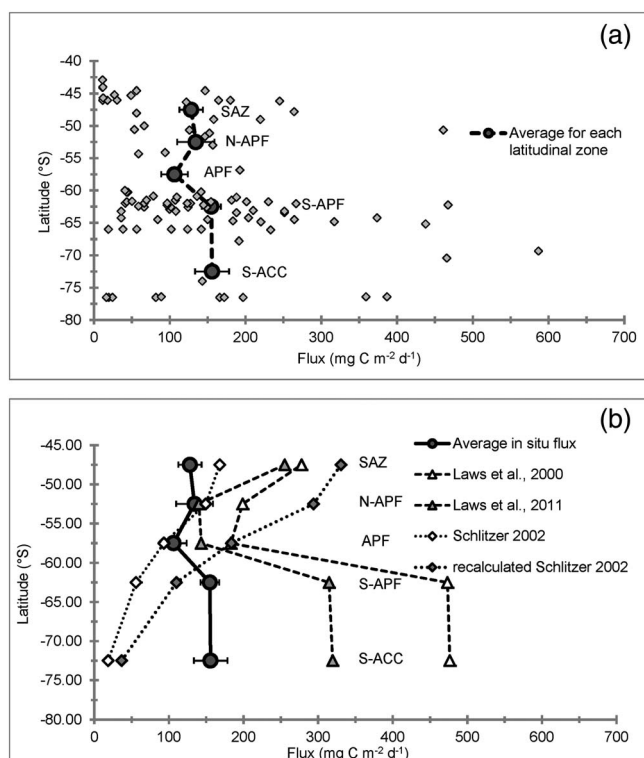 (a)
-40
-45
SAZ
-50
N-APF
Average for each
latitudinal zone
-55
APF
-60
S-APF
-65
-70
S-ACC
-75
-80
Latitude (°S)
0 100 200 300 400 500 600 700
Flux (mg C m⁻² d⁻¹)
(b)
-45.00
SAZ
Average in situ flux
Laws et al., 2000
-50.00
N-APF
Laws et al., 2011
-55.00
APF
Schlitzer 2002
-60.00
S-APF
recalculated Schlitzer 2002
-65.00
-70.00
S-ACC
-75.00
-80.00
Latitude (°S)
0 100 200 300 400 500 600 700
Flux (mg C m⁻² d⁻¹)